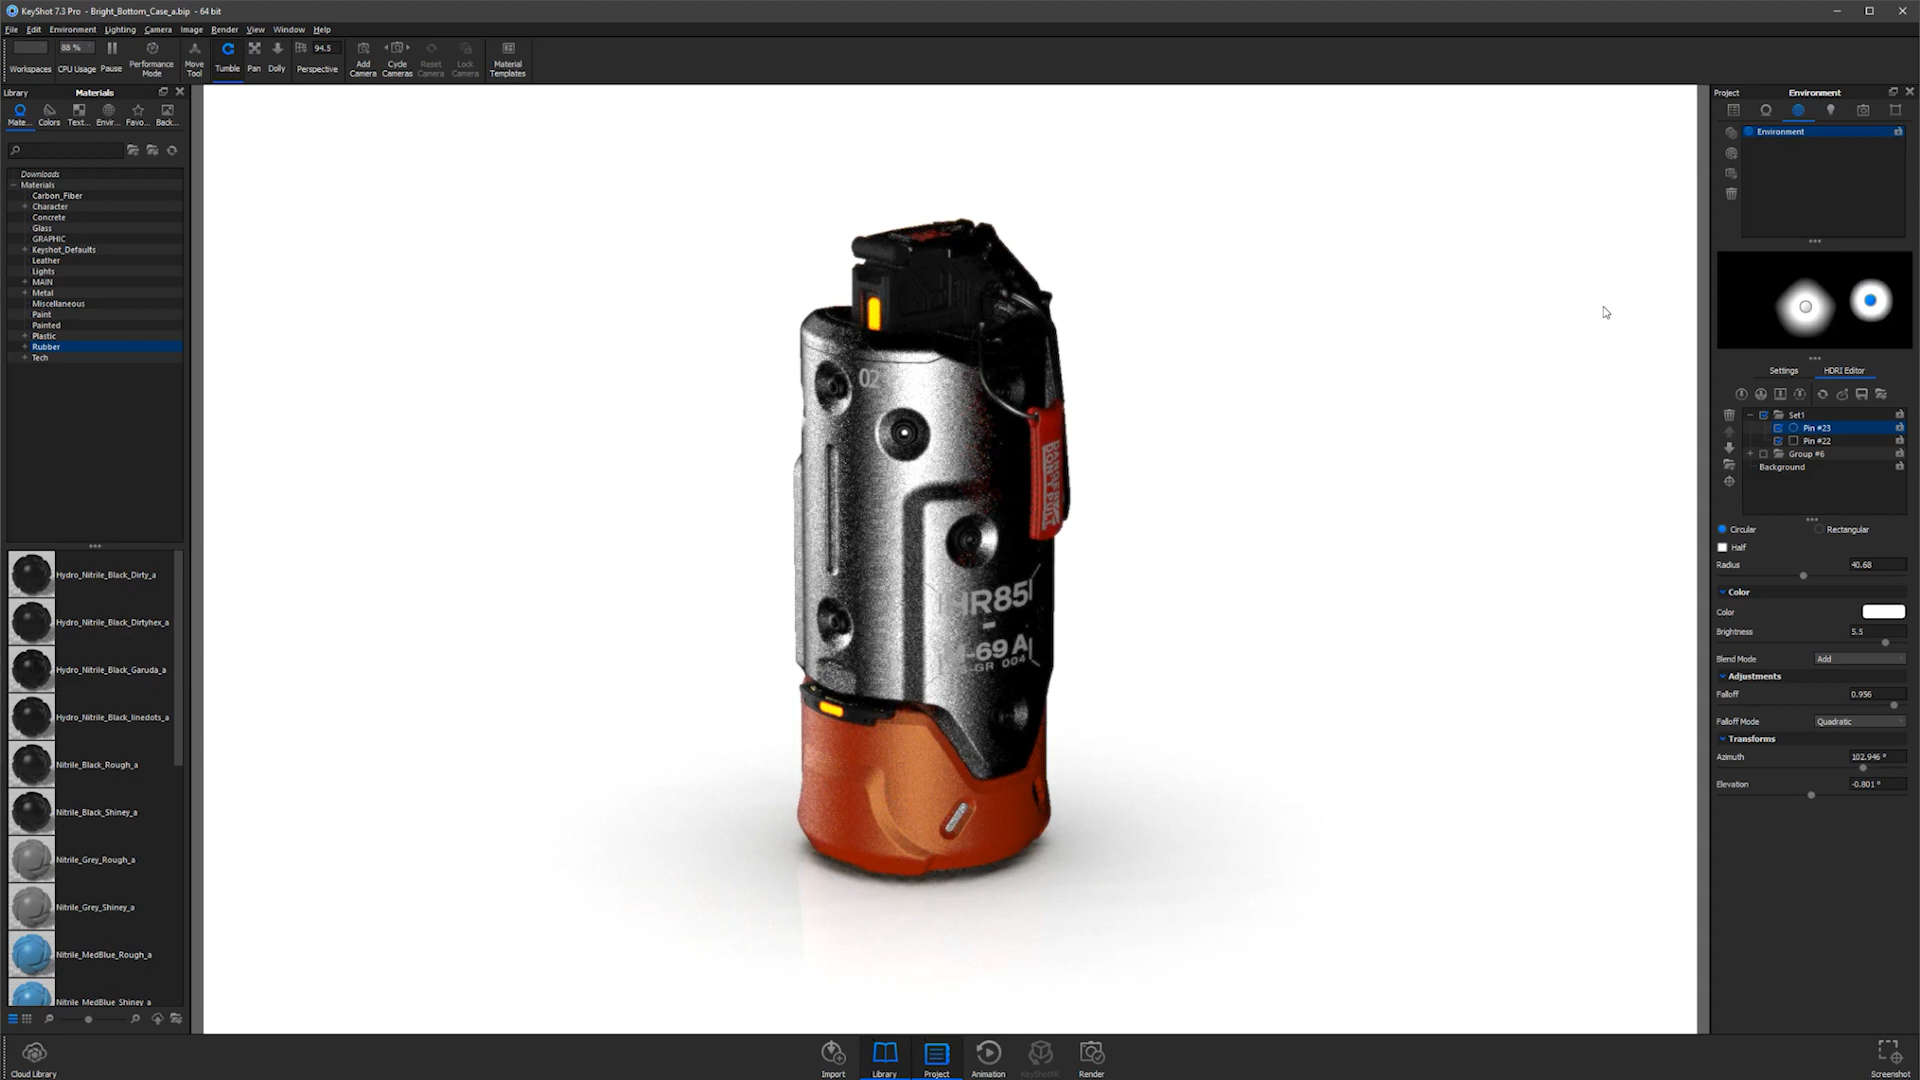 KeyShot 7.3 Pro - Bright_Bottom_Case_a.bip - 64 bit
File Edit Environment Lighting Camera Image Render View Window Help
88 % 94.5
Workspaces CPU Usage Pause Performance Mode Move Tool Tumble Pan Dolly Perspective Add Camera Cycle Cameras Reset Camera Lock Camera Material Templates
Library Materials
Mate... Colors Text... Envir... Favo... Back...
Downloads
Materials
Carbon_Fiber
Character
Concrete
Glass
GRAPHIC
Keyshot_Defaults
Leather
Lights
MAIN
Metal
Miscellaneous
Paint
Painted
Plastic
Rubber
Tech
Hydro_Nitrile_Black_Dirty_a
Hydro_Nitrile_Black_Dirtyhex_a
Hydro_Nitrile_Black_Garuda_a
Hydro_Nitrile_Black_linedots_a
Nitrile_Black_Rough_a
Nitrile_Black_Shiney_a
Nitrile_Grey_Rough_a
Nitrile_Grey_Shiney_a
Nitrile_MedBlue_Rough_a
Nitrile_MedBlue_Shiney_a
02
HR85
-69 A
-GR 004
Project Environment
Environment
Settings HDRI Editor
Set1
Pin #23
Pin #22
Group #6
Background
Circular Rectangular
Half
Radius 40.68
Color
Color
Brightness 5.5
Blend Mode Add
Adjustments
Falloff 0.956
Falloff Mode Quadratic
Transforms
Azimuth 102.946 °
Elevation -0.801 °
Cloud Library Import Library Project Animation KeyShotXR Render Screenshot